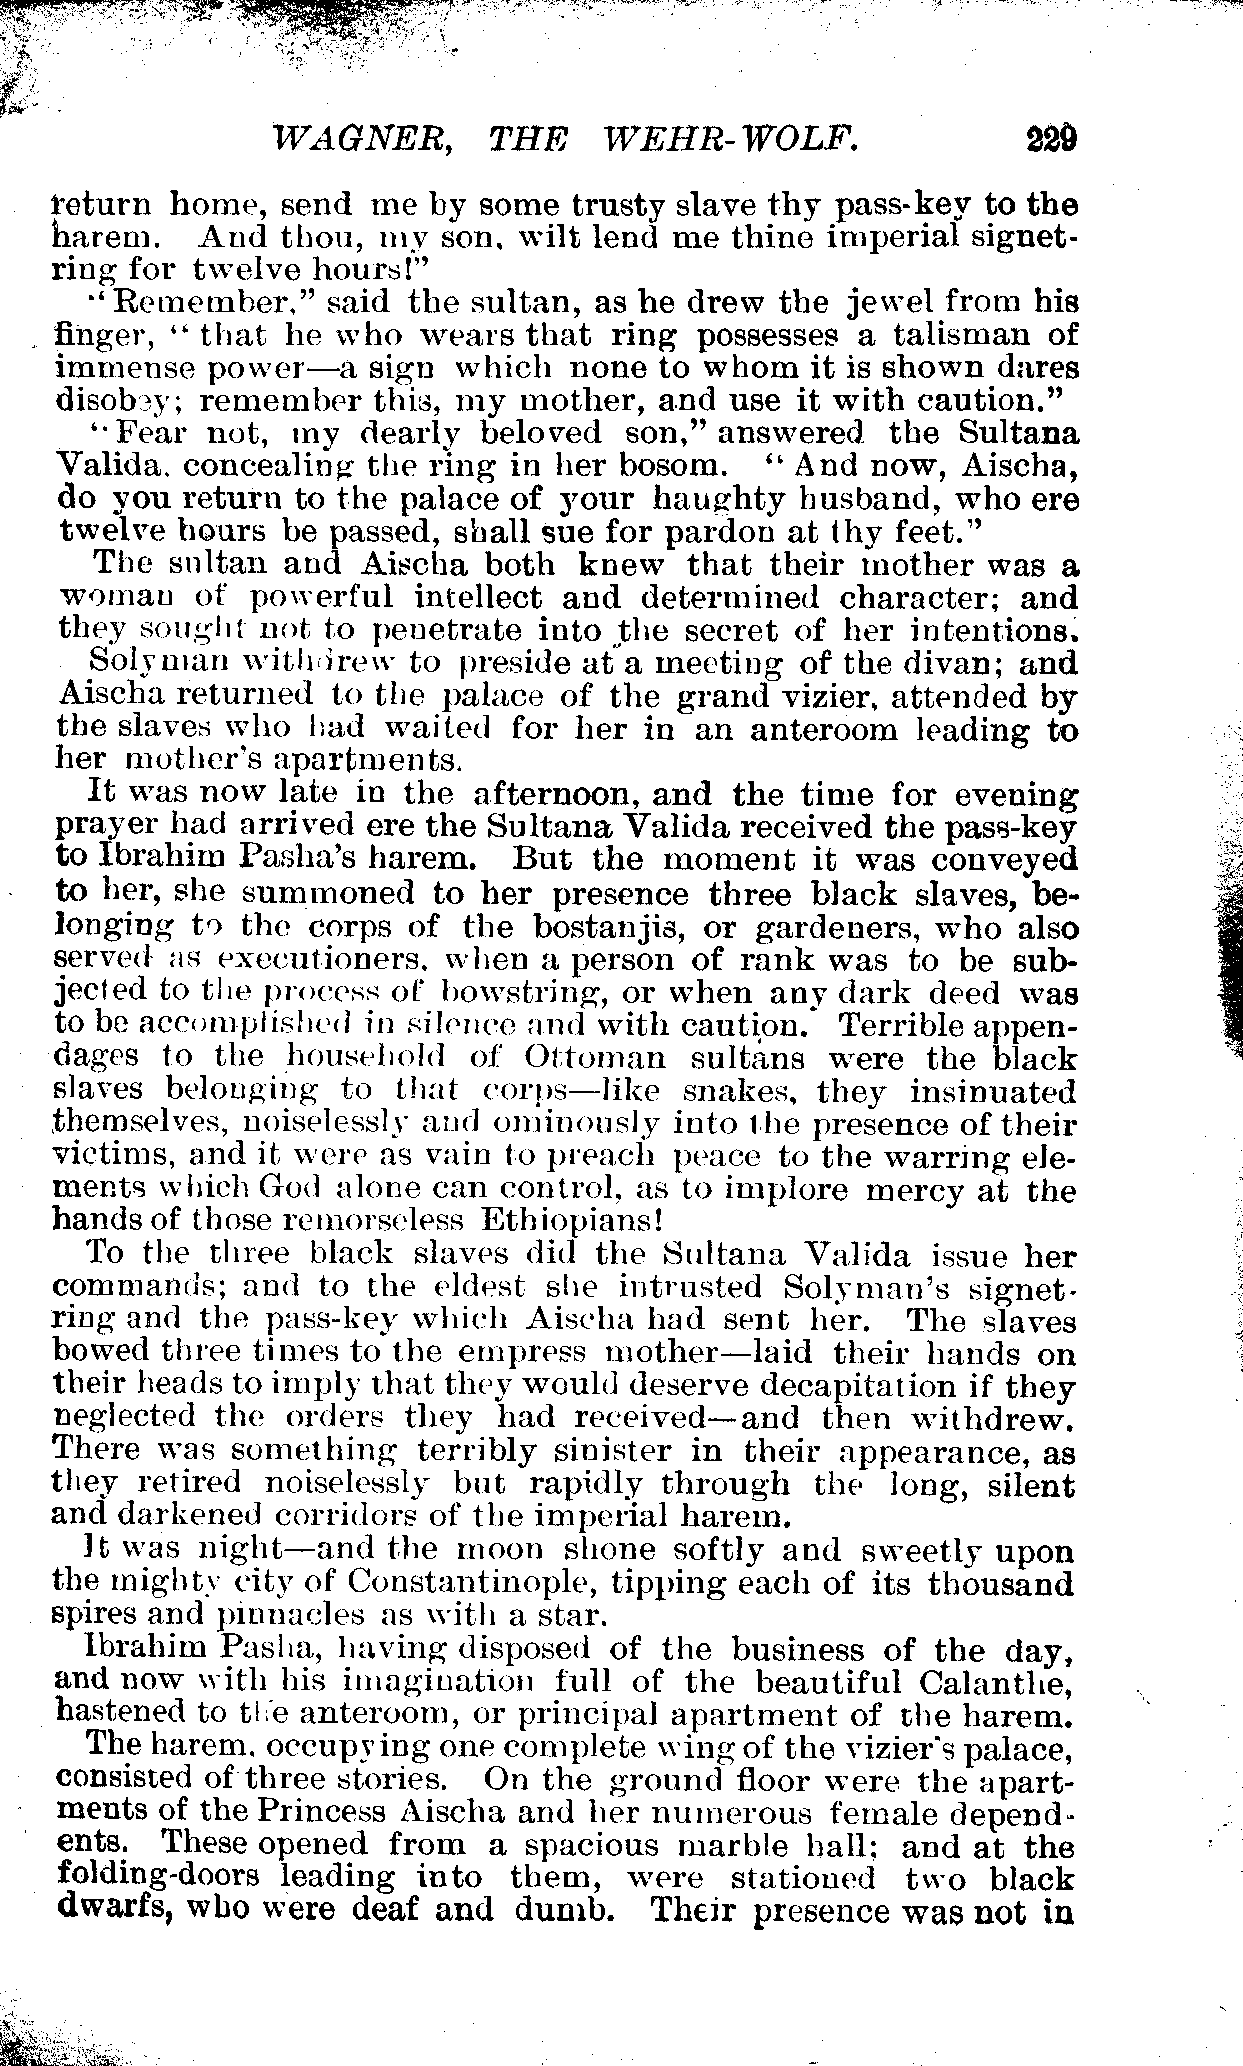 WAGNER, THE WEHR-WOLF. 229
return home, send me by some trusty slave thy pass-key to the
harem. And thou, my son, wilt lend me thine imperial signet-
ring for twelve hours!"
"Remember," said the sultan, as he drew the jewel from his
finger, "that he who wears that ring possesses a talisman of
immense power—a sign which none to whom it is shown dares
disobey; remember this, my mother, and use it with caution."
"Fear not, my dearly beloved son," answered the Sultana
Valida, concealing the ring in her bosom. "And now, Aischa,
do you return to the palace of your haughty husband, who ere
twelve hours be passed, shall sue for pardon at thy feet."
The sultan and Aischa both knew that their mother was a
woman of powerful intellect and determined character; and
they sought not to penetrate into the secret of her intentions.
Solyman withdrew to preside at a meeting of the divan; and
Aischa returned to the palace of the grand vizier, attended by
the slaves who had waited for her in an anteroom leading to
her mother's apartments.
It was now late in the afternoon, and the time for evening
prayer had arrived ere the Sultana Valida received the pass-key
to Ibrahim Pasha's harem. But the moment it was conveyed
to her, she summoned to her presence three black slaves, be-
longing to the corps of the bostanjis, or gardeners, who also
served as executioners, when a person of rank was to be sub-
jected to the process of bowstring, or when any dark deed was
to be accomplished in silence and with caution. Terrible appen-
dages to the household of Ottoman sultans were the black
slaves belonging to that corps—like snakes, they insinuated
themselves, noiselessly and ominously into the presence of their
victims, and it were as vain to preach peace to the warring ele-
ments which God alone can control, as to implore mercy at the
hands of those remorseless Ethiopians!
To the three black slaves did the Sultana Valida issue her
commands; and to the eldest she intrusted Solyman's signet-
ring and the pass-key which Aischa had sent her. The slaves
bowed three times to the empress mother—laid their hands on
their heads to imply that they would deserve decapitation if they
neglected the orders they had received—and then withdrew.
There was something terribly sinister in their appearance, as
they retired noiselessly but rapidly through the long, silent
and darkened corridors of the imperial harem.
It was night—and the moon shone softly and sweetly upon
the mighty city of Constantinople, tipping each of its thousand
spires and pinnacles as with a star.
Ibrahim Pasha, having disposed of the business of the day,
and now with his imagination full of the beautiful Calanthe,
hastened to the anteroom, or principal apartment of the harem.
The harem, occupying one complete wing of the vizier's palace,
consisted of three stories. On the ground floor were the apart-
ments of the Princess Aischa and her numerous female depend-
ents. These opened from a spacious marble hall; and at the
folding-doors leading into them, were stationed two black
dwarfs, who were deaf and dumb. Their presence was not in